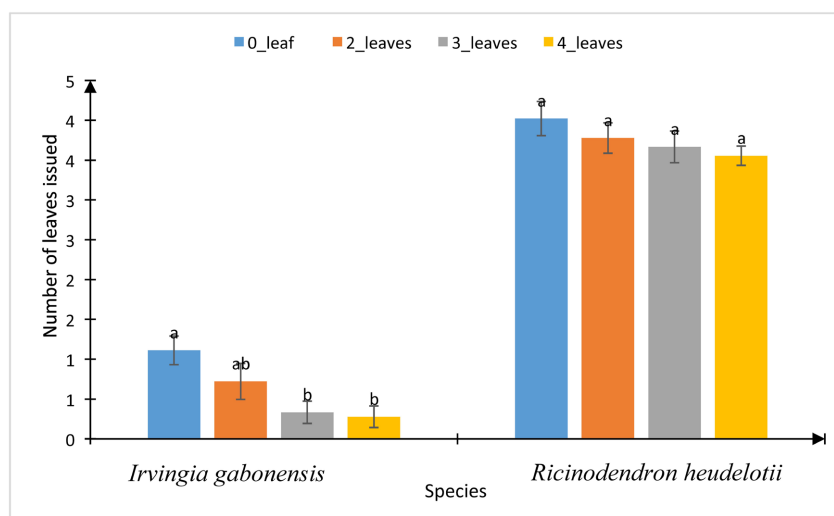 0_leaf 2_leaves 3_leaves 4_leaves
Number of leaves issued
5
4
4
3
3
2
2
1
1
0
a
ab
b
b
a
a
a
a
Irvingia gabonensis
Ricinodendron heudelotii
Species